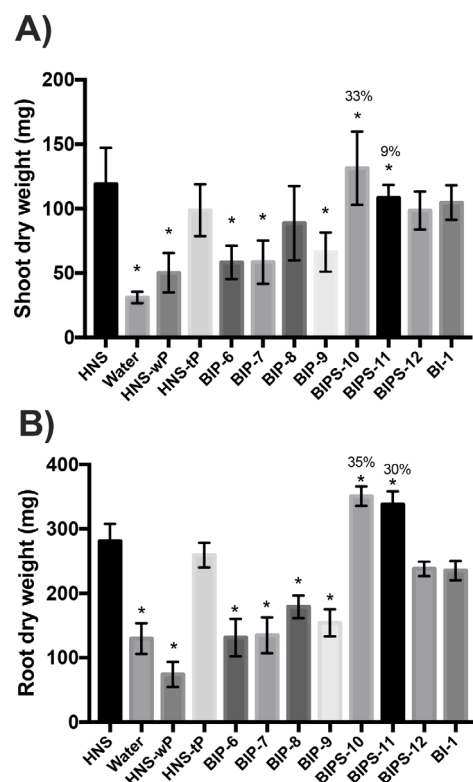 A)
Shoot dry weight (mg)
200
150
100
50
0
33%
*
9%
*
*
*
*
*
*
HNS
Water
HNS-wP
HNS-tP
BIP-6
BIP-7
BIP-8
BIP-9
BIPS-10
BIPS-11
BIPS-12
BI-1
B)
Root dry weight (mg)
400
300
200
100
0
35%
*
30%
*
*
*
*
*
*
*
HNS
Water
HNS-wP
HNS-tP
BIP-6
BIP-7
BIP-8
BIP-9
BIPS-10
BIPS-11
BIPS-12
BI-1